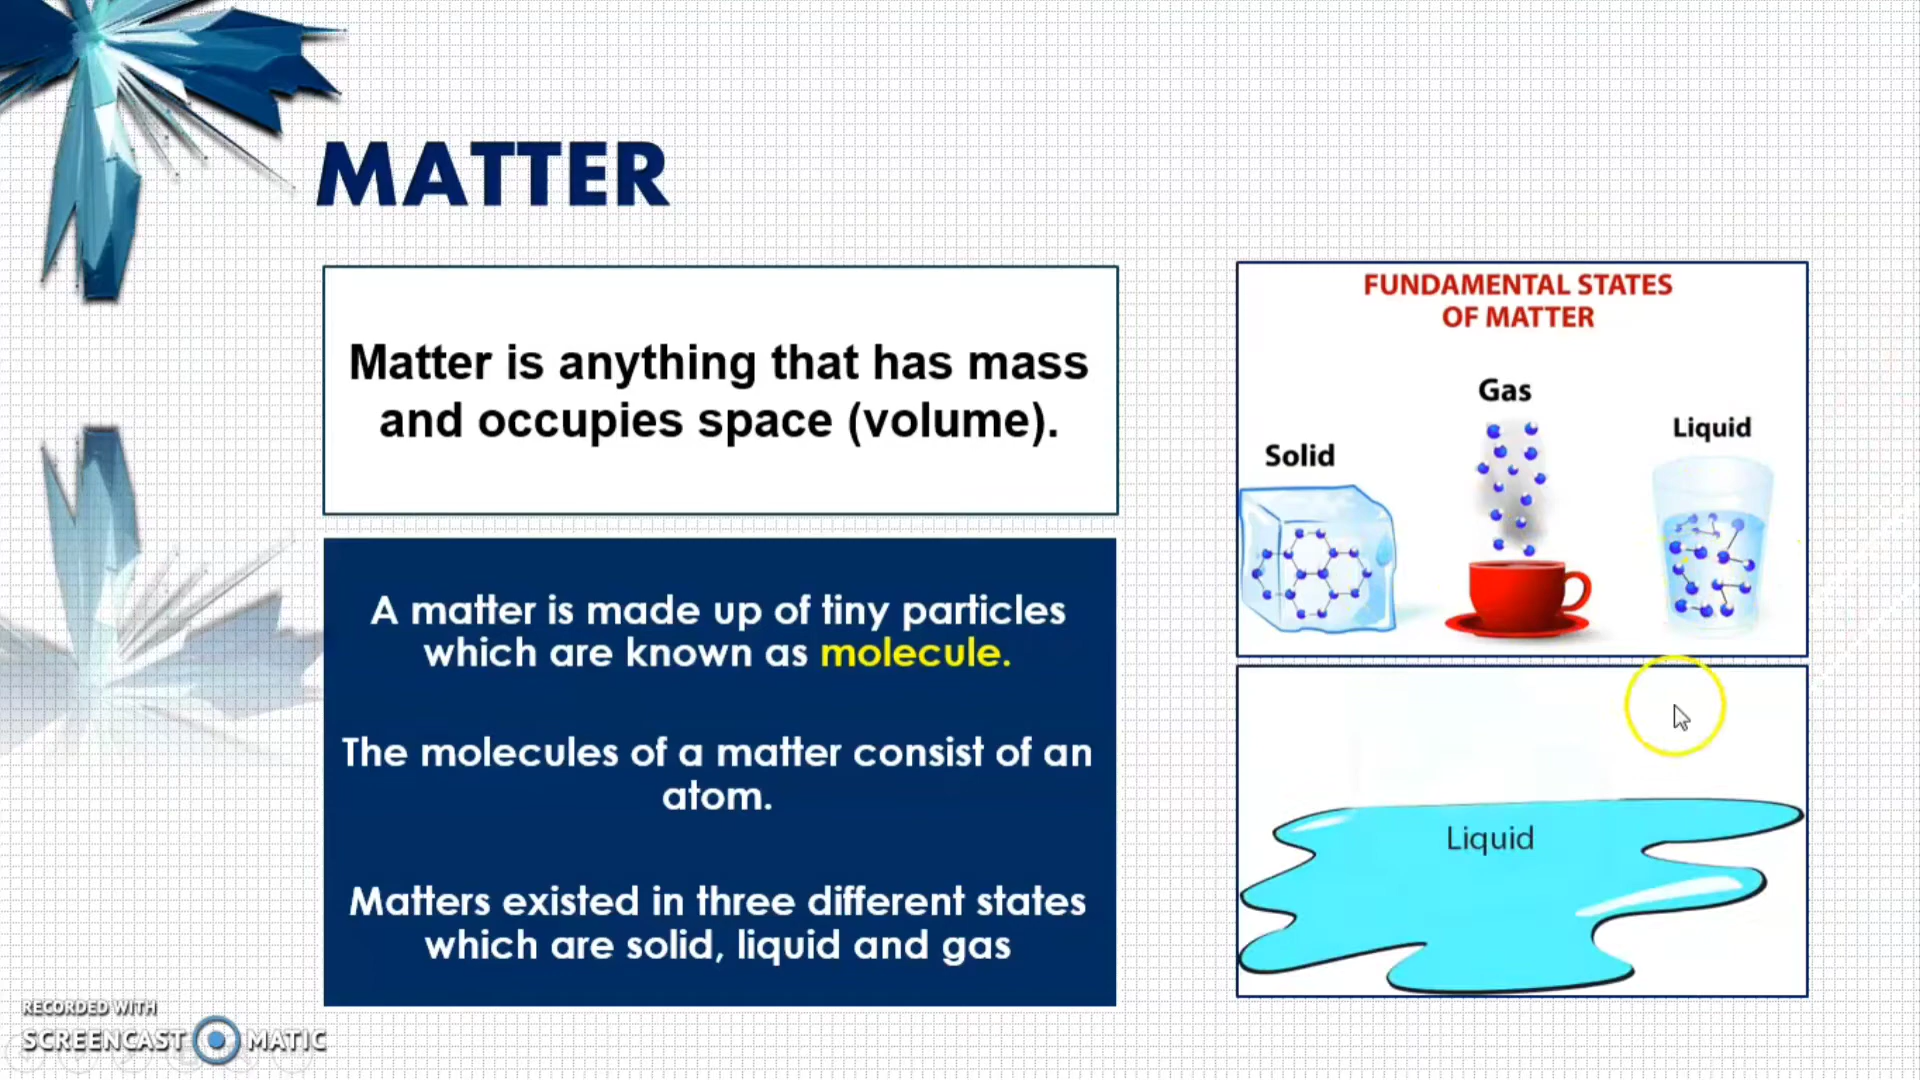 MATTER
Matter is anything that has mass
and occupies space (volume).
A matter is made up of tiny particles
which are known as molecule.
The molecules of a matter consist of an
atom.
Matters existed in three different states
which are solid, liquid and gas
FUNDAMENTAL STATES
OF MATTER
Gas
Liquid
Solid
Liquid
RECORDED WITH
SCREENCAST MATIC